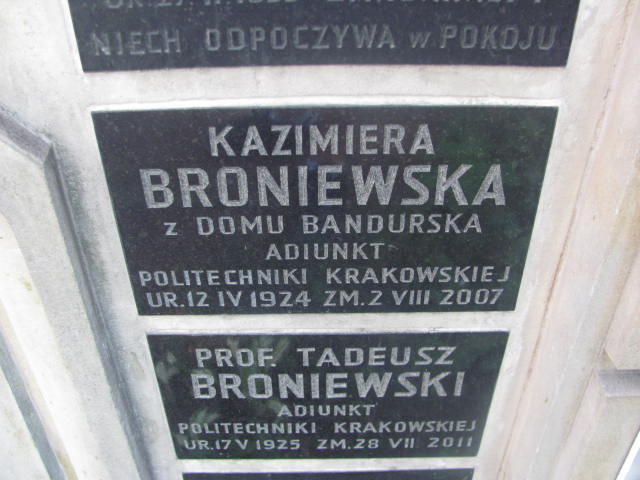 NIECH ODPOCZYWA w POKOJU
KAZIMIERA
BRONIEWSKA
z DOMU BANDURSKA
ADIUNKT
POLITECHNIKI KRAKOWSKIEJ
UR.12 IV 1924 ZM.2 VIII 2007
PROF. TADEUSZ
BRONIEWSKI
ADIUNKT
POLITECHNIKI KRAKOWSKIEJ
UR.17 V 1925 ZM.28 VII 2011